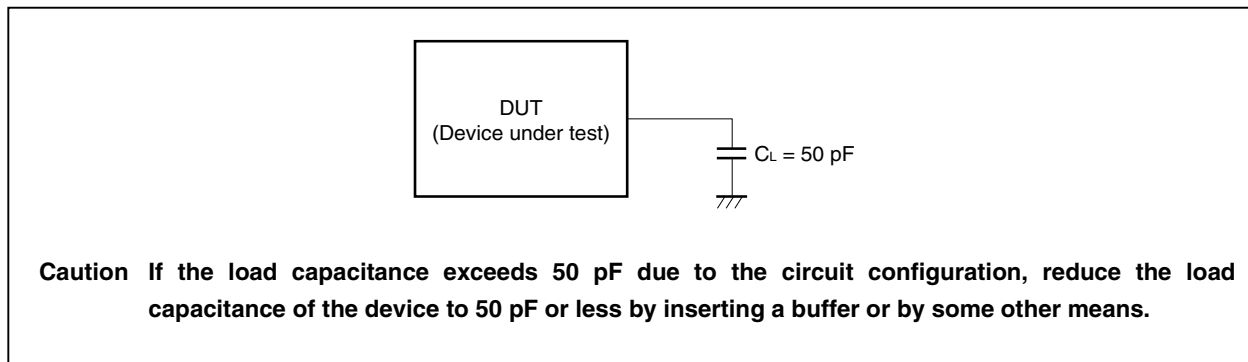 DUT
(Device under test)
CL = 50 pF
Caution If the load capacitance exceeds 50 pF due to the circuit configuration, reduce the load
capacitance of the device to 50 pF or less by inserting a buffer or by some other means.